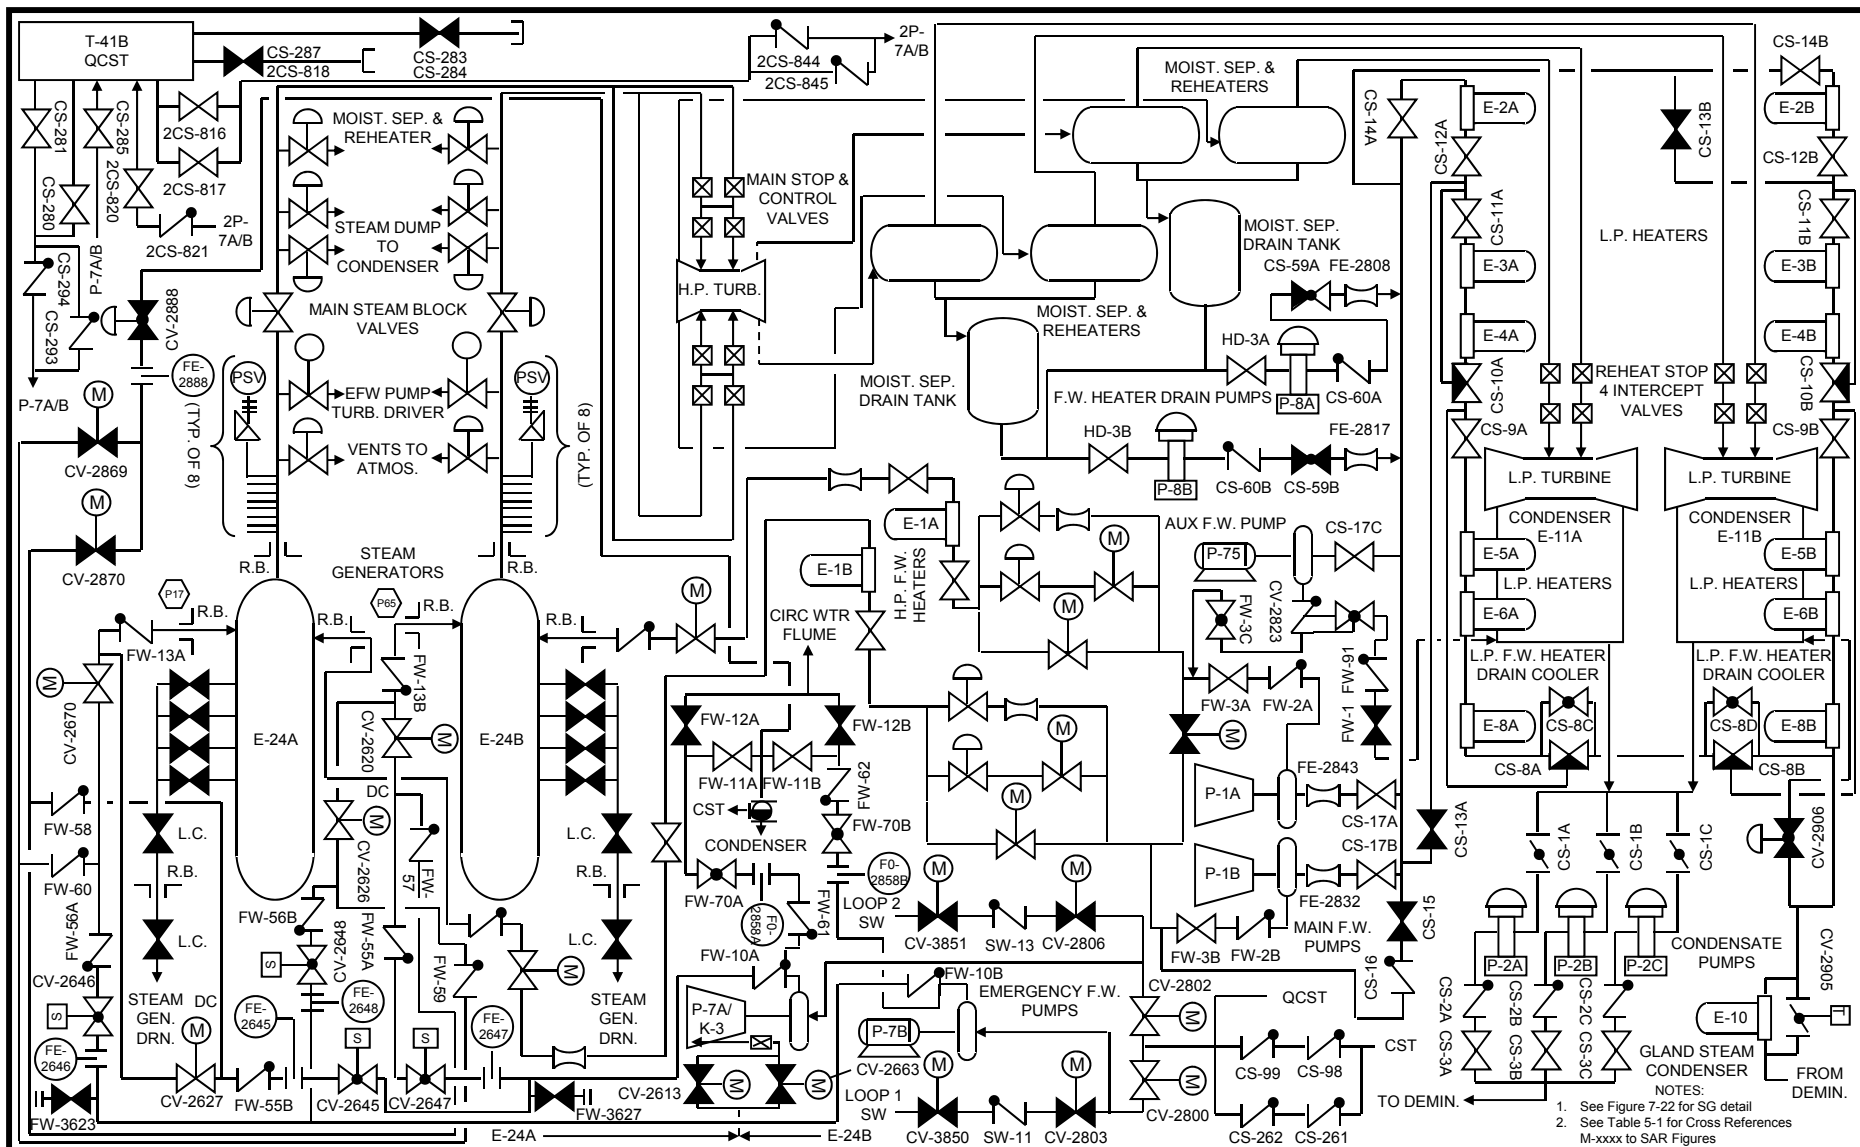 T-41B
QCST
CS-287
2CS-818
CS-283
CS-284
2CS-844
2CS-845
2P-
7A/B
CS-281
CS-285
2CS-816
2CS-817
CS-280
2CS-820
2CS-821
2P-
7A/B
P-7A/B
CS-294
CS-293
P-7A/B
CV-2888
FE-
2888
(TYP. OF 8)
PSV
PSV
(TYP. OF 8)
MOIST. SEP. &
REHEATER
STEAM DUMP
TO
CONDENSER
MAIN STEAM BLOCK
VALVES
EFW PUMP
TURB. DRIVER
VENTS TO
ATMOS.
MAIN STOP &
CONTROL
VALVES
H.P. TURB.
MOIST. SEP. &
REHEATERS
MOIST. SEP.
DRAIN TANK
MOIST. SEP. &
REHEATERS
MOIST. SEP.
DRAIN TANK
CS-59A
FE-2808
HD-3A
P-8A
CS-60A
F.W. HEATER DRAIN PUMPS
HD-3B
P-8B
CS-60B
CS-59B
FE-2817
CS-14A
CS-12A
CS-11A
CS-10A
CS-9A
E-2A
E-3A
E-4A
CS-14B
CS-13B
CS-12B
CS-11B
CS-10B
CS-9B
E-2B
E-3B
E-4B
L.P. HEATERS
REHEAT STOP
4 INTERCEPT
VALVES
L.P. TURBINE
L.P. TURBINE
CONDENSER
E-11A
CONDENSER
E-11B
E-5A
E-5B
L.P. HEATERS
L.P. HEATERS
E-6A
E-6B
L.P. F.W. HEATER
DRAIN COOLER
L.P. F.W. HEATER
DRAIN COOLER
E-8A
CS-8C
CS-8D
E-8B
CS-8A
CS-8B
M
CV-2869
M
CV-2870
P17
R.B.
R.B.
R.B.
STEAM
GENERATORS
P65
R.B.
R.B.
R.B.
FW-13A
FW-13B
M
CV-2670
CV-2620
M
E-24A
E-24B
DC
M
CV-2626
FW-
57
L.C.
R.B.
L.C.
STEAM
GEN.
DRN.
L.C.
R.B.
L.C.
STEAM
GEN.
DRN.
FW-58
FW-60
FW-56A
FW-56B
CV-2646
S
FE-
2646
FW-3623
DC
M
CV-2627
FE-
2645
FW-55B
S
CV-2645
S
CV-2648
FE-
2648
FW-55A
FW-59
S
CV-2647
FE-
2647
FW-3627
M
M
E-1A
E-1B
H.P. F.W.
HEATERS
CIRC WTR
FLUME
FW-12A
FW-12B
FW-11A
FW-11B
CST
CONDENSER
FW-62
FW-70B
FW-70A
F0-
2858B
F0-
2858A
FW-61
FW-10A
P-7A/
K-3
P-7B
FW-10B
EMERGENCY F.W.
PUMPS
CV-2613
M
M
CV-2663
E-24A
E-24B
M
M
M
M
M
AUX F.W. PUMP
P-75
CS-17C
FW-3C
CV-2823
FW-91
FW-1
FW-3A
FW-2A
P-1A
FE-2843
CS-17A
P-1B
FE-2832
CS-17B
MAIN F.W.
PUMPS
FW-3B
FW-2B
CS-13A
CS-15
CS-16
LOOP 2
SW
M
CV-3851
SW-13
M
CV-2806
CV-2802
M
M
CV-2800
LOOP 1
SW
M
CV-3850
SW-11
M
CV-2803
QCST
CS-99
CS-98
CST
CS-262
CS-261
CS-1A
CS-1B
CS-1C
P-2A
P-2B
P-2C
CONDENSATE
PUMPS
CS-2A
CS-2B
CS-2C
CS-3A
CS-3B
CS-3C
TO DEMIN.
CV-2906
CV-2905
T
E-10
GLAND STEAM
CONDENSER
FROM
DEMIN.
NOTES:
1. See Figure 7-22 for SG detail
2. See Table 5-1 for Cross References
M-xxxx to SAR Figures